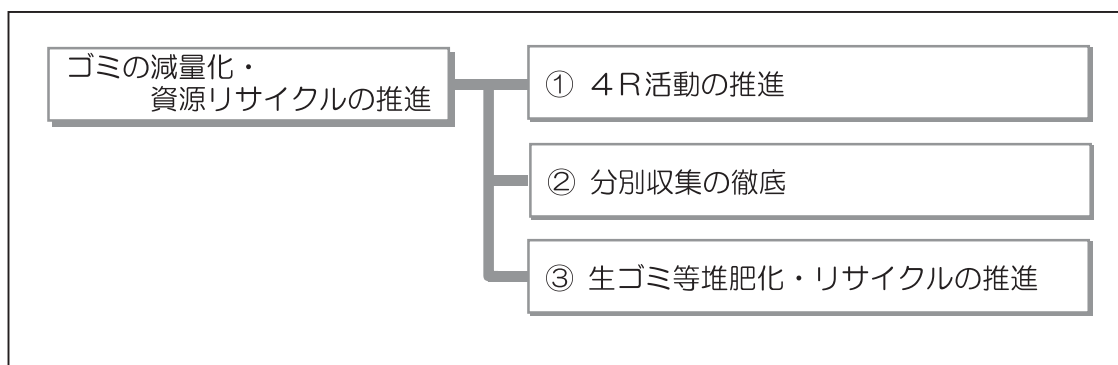 ゴミの減量化・
資源リサイクルの推進
① 4R活動の推進
② 分別収集の徹底
③ 生ゴミ等堆肥化・リサイクルの推進